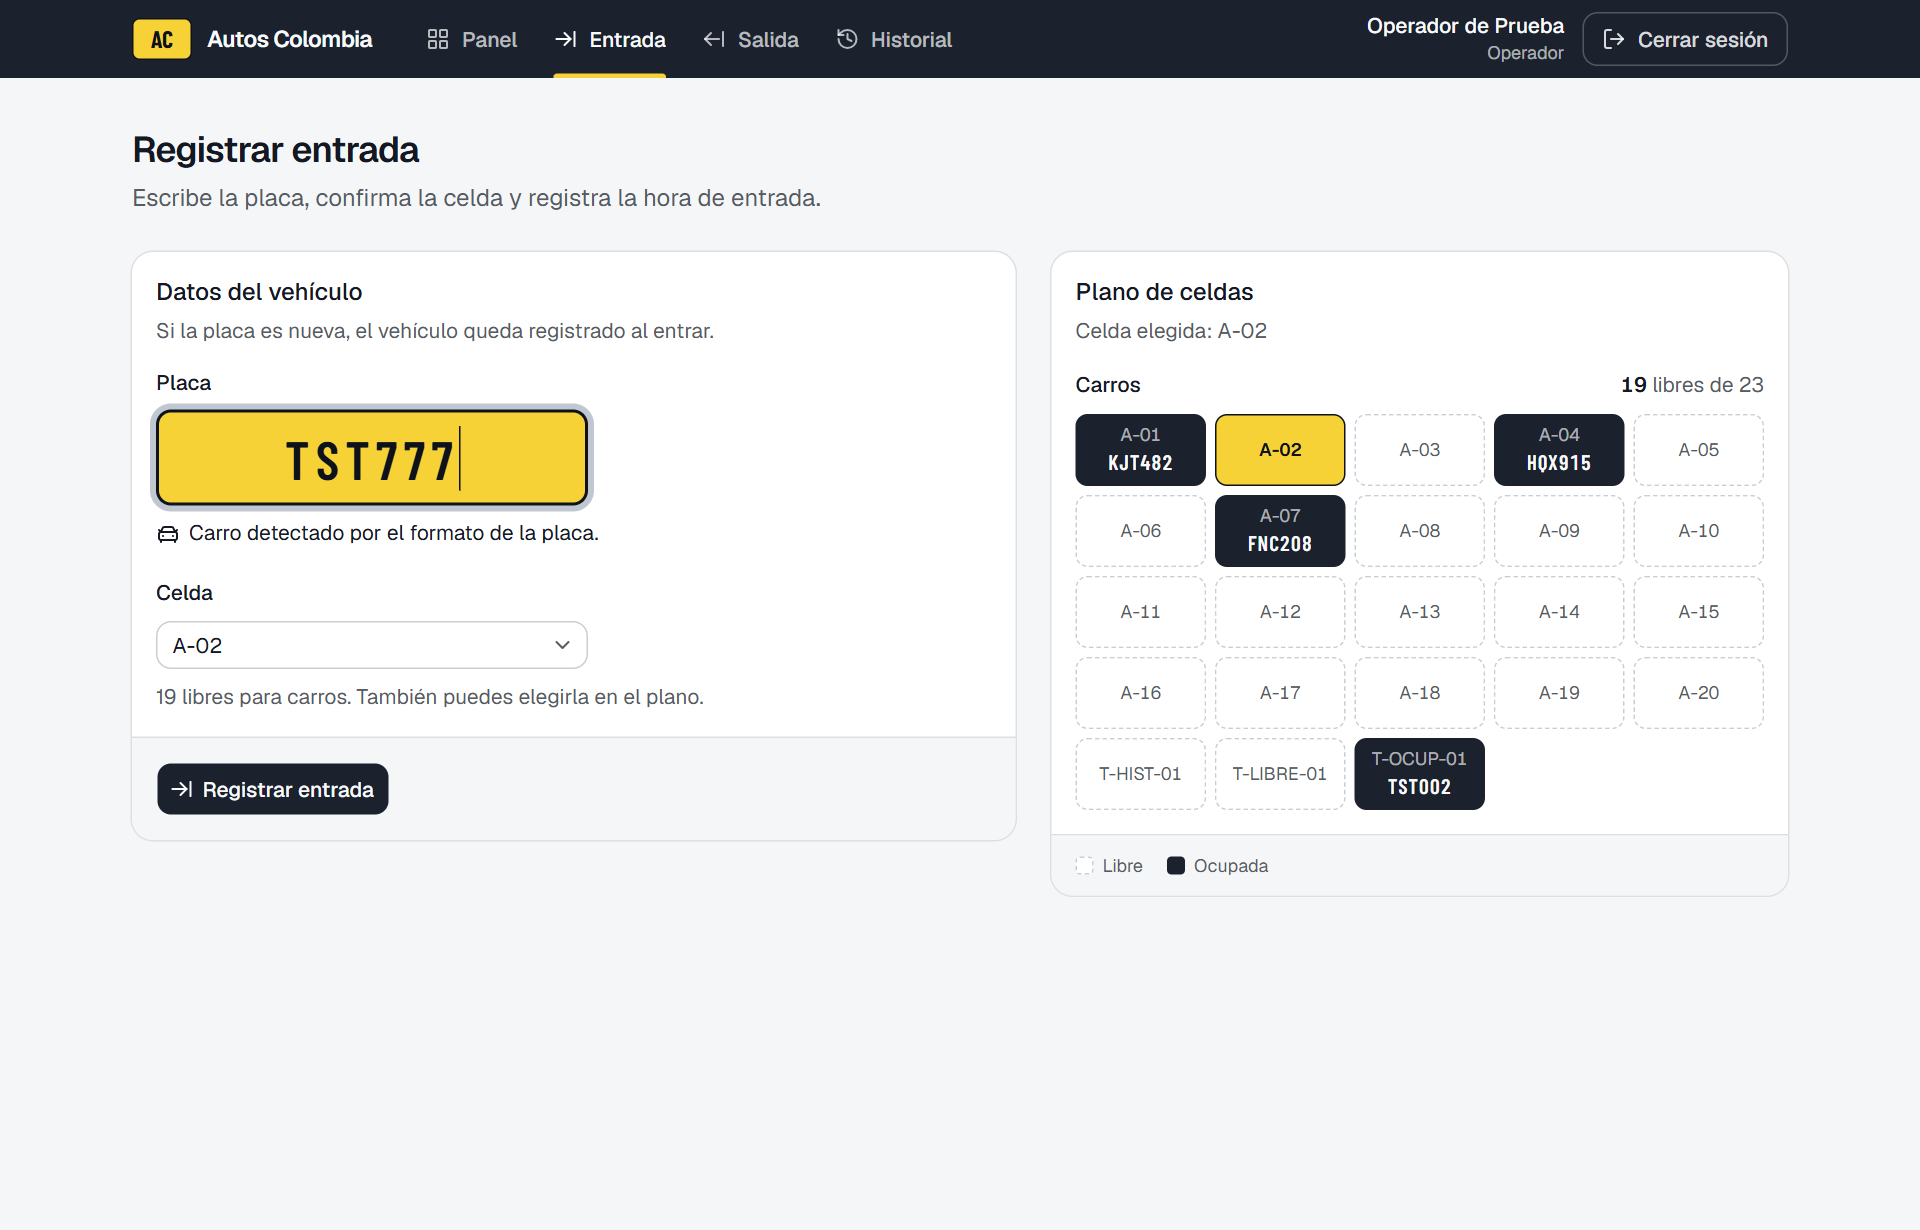 AC Autos Colombia Panel Entrada Salida Historial Operador de Prueba Cerrar sesión
Operador
Registrar entrada
Escribe la placa, confirma la celda y registra la hora de entrada.
Datos del vehículo
Si la placa es nueva, el vehículo queda registrado al entrar.
Placa
TST777
Carro detectado por el formato de la placa.
Celda
A-02
19 libres para carros. También puedes elegirla en el plano.
Registrar entrada
Plano de celdas
Celda elegida: A-02
Carros 19 libres de 23
A-01 KJT482
A-02
A-03
A-04 HQX915
A-05
A-06
A-07 FNC208
A-08
A-09
A-10
A-11
A-12
A-13
A-14
A-15
A-16
A-17
A-18
A-19
A-20
T-HIST-01
T-LIBRE-01
T-OCUP-01 TST002
Libre Ocupada